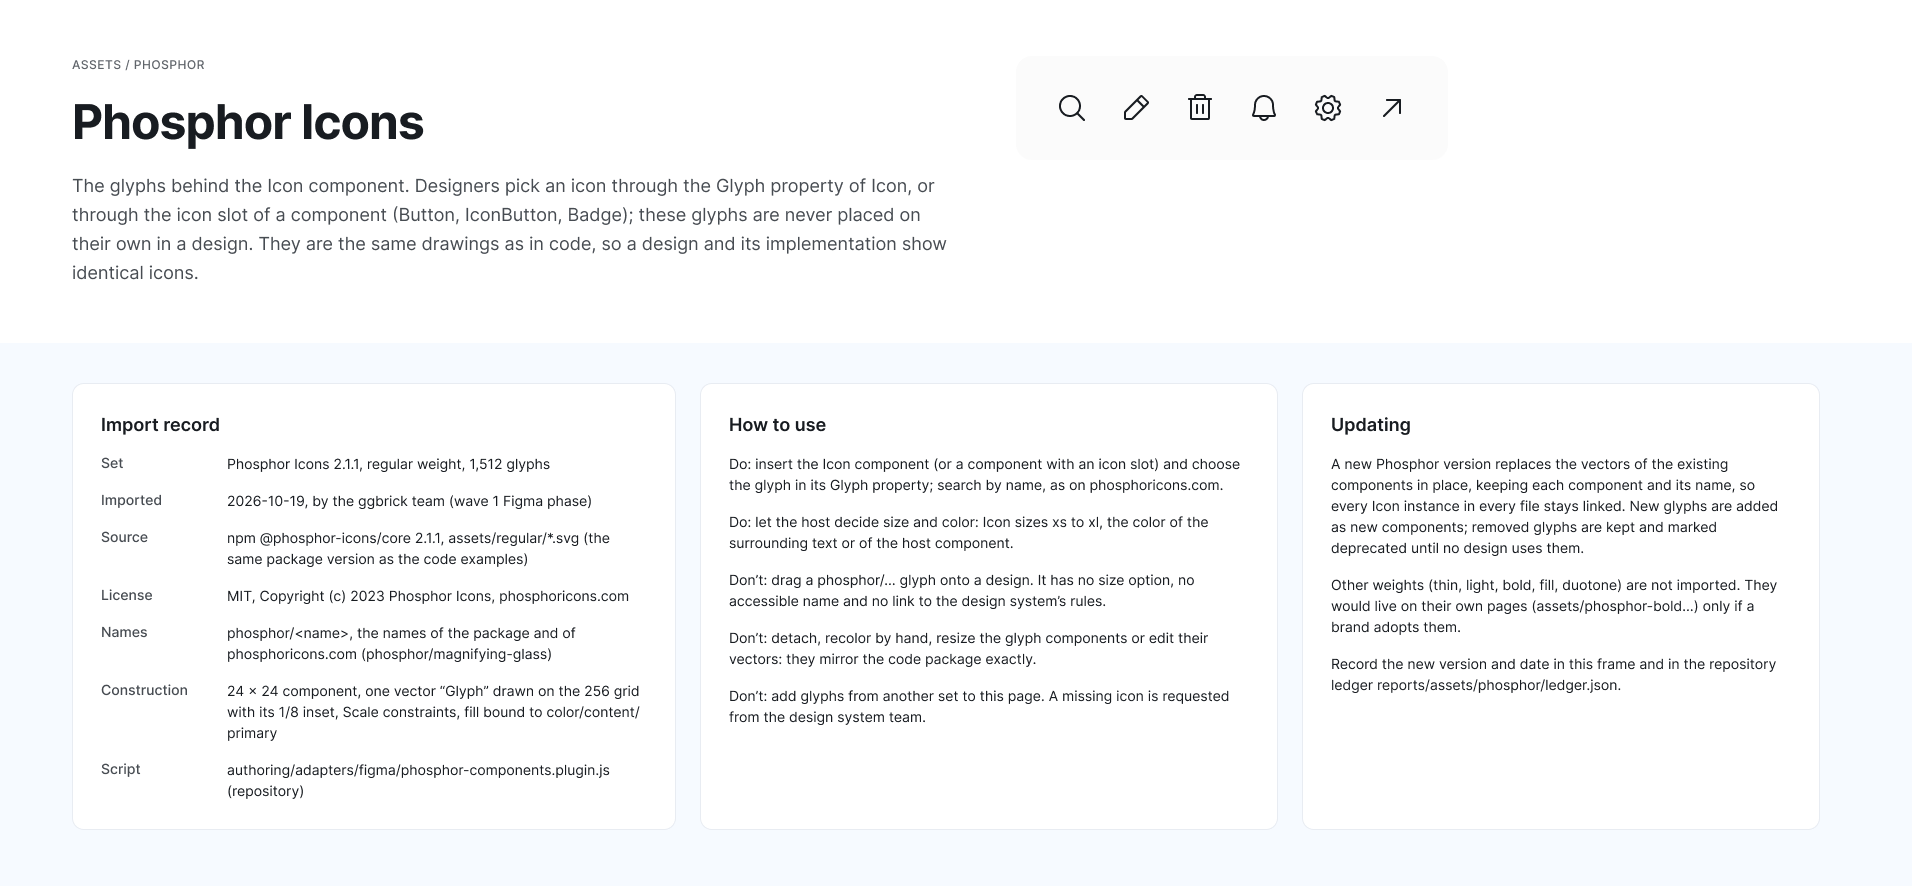 ASSETS / PHOSPHOR
Phosphor Icons
The glyphs behind the Icon component. Designers pick an icon through the Glyph property of Icon, or
through the icon slot of a component (Button, IconButton, Badge); these glyphs are never placed on
their own in a design. They are the same drawings as in code, so a design and its implementation show
identical icons.
Import record
Set
Phosphor Icons 2.1.1, regular weight, 1,512 glyphs
Imported
2026-10-19, by the ggbrick team (wave 1 Figma phase)
Source
npm @phosphor-icons/core 2.1.1, assets/regular/*.svg (the
same package version as the code examples)
License
MIT, Copyright (c) 2023 Phosphor Icons, phosphoricons.com
Names
phosphor/<name>, the names of the package and of
phosphoricons.com (phosphor/magnifying-glass)
Construction
24 × 24 component, one vector “Glyph” drawn on the 256 grid
with its 1/8 inset, Scale constraints, fill bound to color/content/
primary
Script
authoring/adapters/figma/phosphor-components.plugin.js
(repository)
How to use
Do: insert the Icon component (or a component with an icon slot) and choose
the glyph in its Glyph property; search by name, as on phosphoricons.com.
Do: let the host decide size and color: Icon sizes xs to xl, the color of the
surrounding text or of the host component.
Don’t: drag a phosphor/... glyph onto a design. It has no size option, no
accessible name and no link to the design system’s rules.
Don’t: detach, recolor by hand, resize the glyph components or edit their
vectors: they mirror the code package exactly.
Don’t: add glyphs from another set to this page. A missing icon is requested
from the design system team.
Updating
A new Phosphor version replaces the vectors of the existing
components in place, keeping each component and its name, so
every Icon instance in every file stays linked. New glyphs are added
as new components; removed glyphs are kept and marked
deprecated until no design uses them.
Other weights (thin, light, bold, fill, duotone) are not imported. They
would live on their own pages (assets/phosphor-bold...) only if a
brand adopts them.
Record the new version and date in this frame and in the repository
ledger reports/assets/phosphor/ledger.json.